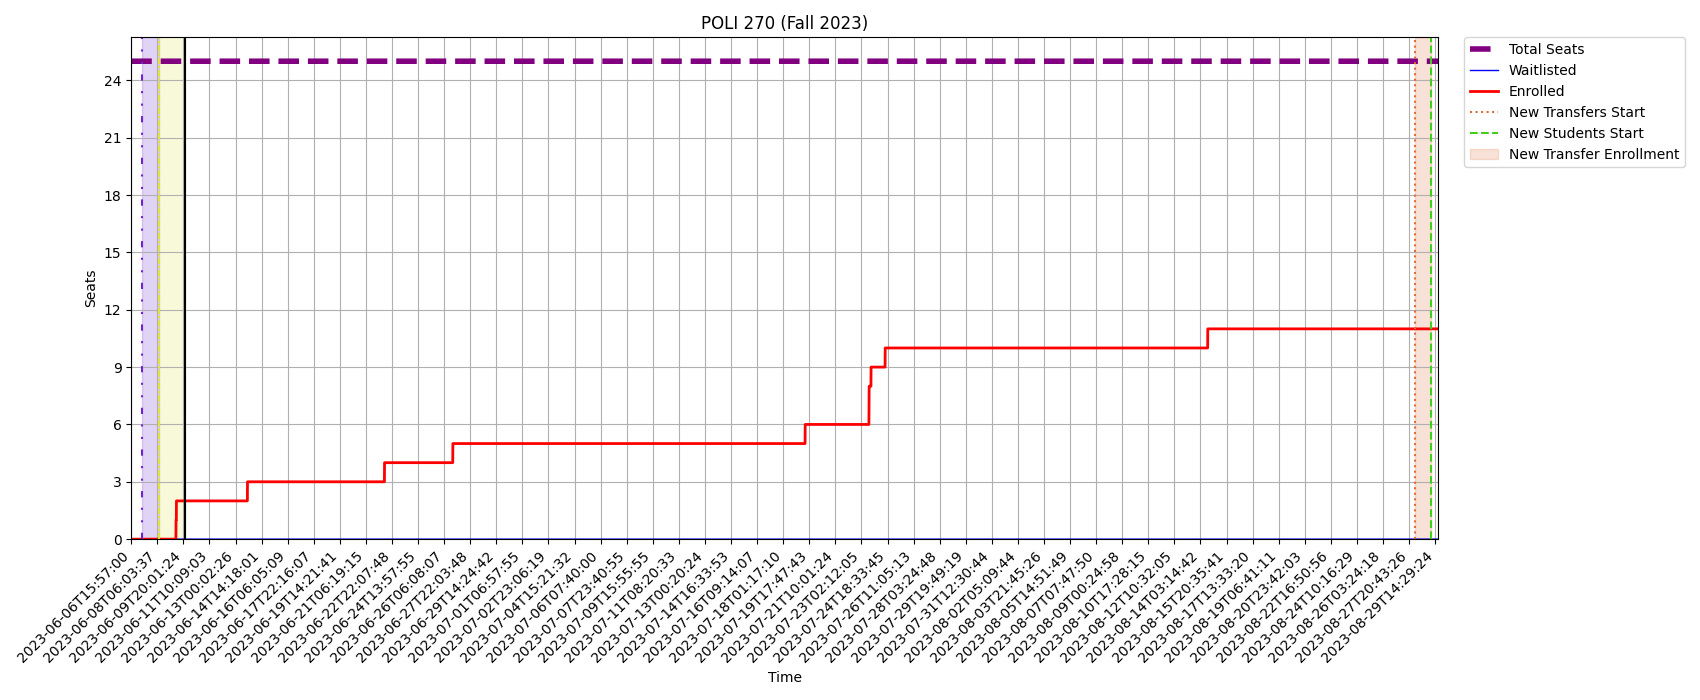 POLI 270 (Fall 2023)
Total Seats
Waitlisted
Enrolled
New Transfers Start
New Students Start
New Transfer Enrollment
Seats
24
21
18
15
12
9
6
3
0
2023-06-06T15:57:00
2023-06-08T06:03:37
2023-06-09T20:01:24
2023-06-11T10:09:03
2023-06-13T00:02:26
2023-06-14T14:18:01
2023-06-16T06:05:09
2023-06-17T22:16:07
2023-06-19T14:21:41
2023-06-21T06:19:15
2023-06-22T22:07:48
2023-06-24T13:57:55
2023-06-26T06:08:07
2023-06-27T22:03:48
2023-06-29T14:24:42
2023-07-01T06:57:55
2023-07-02T23:06:19
2023-07-04T15:21:32
2023-07-06T07:40:00
2023-07-07T23:40:55
2023-07-09T15:55:55
2023-07-11T08:20:33
2023-07-13T00:20:24
2023-07-14T16:33:53
2023-07-16T09:14:07
2023-07-18T01:17:10
2023-07-19T17:47:43
2023-07-21T10:01:24
2023-07-23T02:12:05
2023-07-24T18:33:45
2023-07-26T11:05:13
2023-07-28T03:24:48
2023-07-29T19:49:19
2023-07-31T12:30:44
2023-08-02T05:09:44
2023-08-03T21:45:26
2023-08-05T14:51:49
2023-08-07T07:47:50
2023-08-09T00:24:58
2023-08-10T17:28:15
2023-08-12T10:32:05
2023-08-14T03:14:42
2023-08-15T20:35:41
2023-08-17T13:33:20
2023-08-19T06:41:11
2023-08-20T23:42:03
2023-08-22T16:50:56
2023-08-24T10:16:29
2023-08-26T03:24:18
2023-08-27T20:43:26
2023-08-29T14:29:24
Time